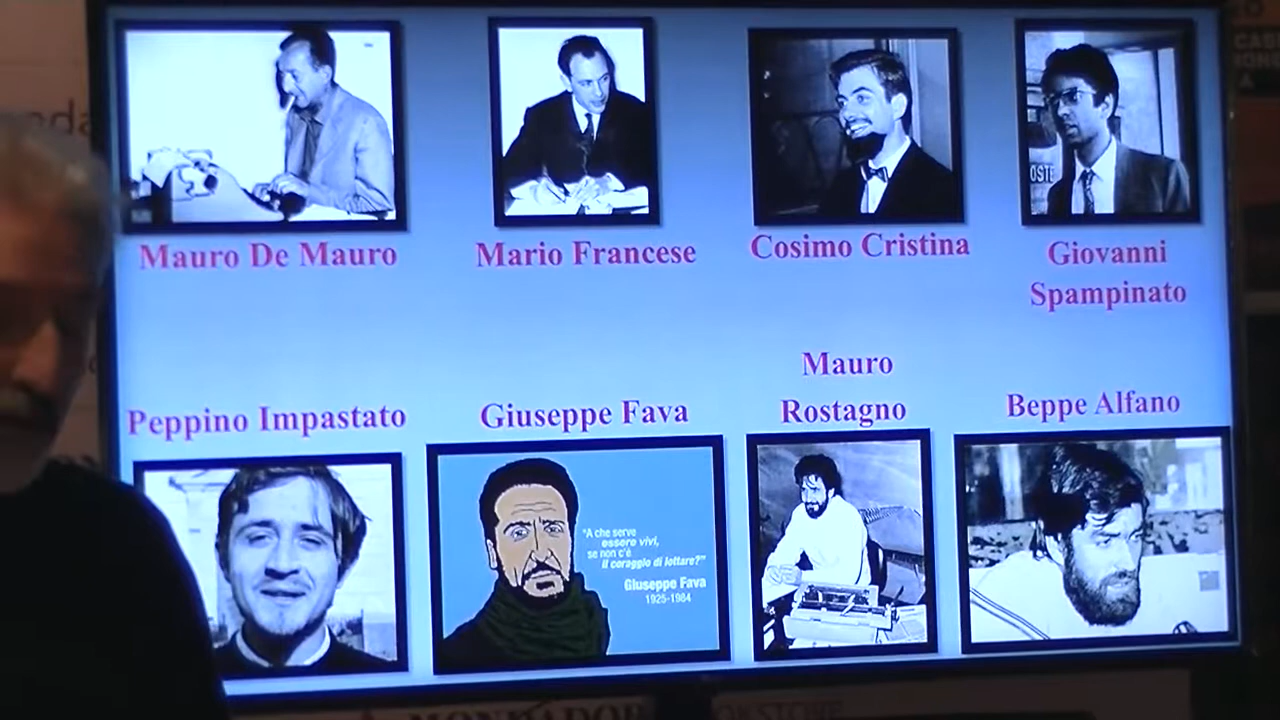 Mauro De Mauro
Mario Francese
Cosimo Cristina
Giovanni
Spampinato
OSTE
Peppino Impastato
Giuseppe Fava
Mauro
Rostagno
Beppe Alfano
"A che serve
essere vivi,
se non c'è
il coraggio di lottare?"
Giuseppe Fava
1925-1984